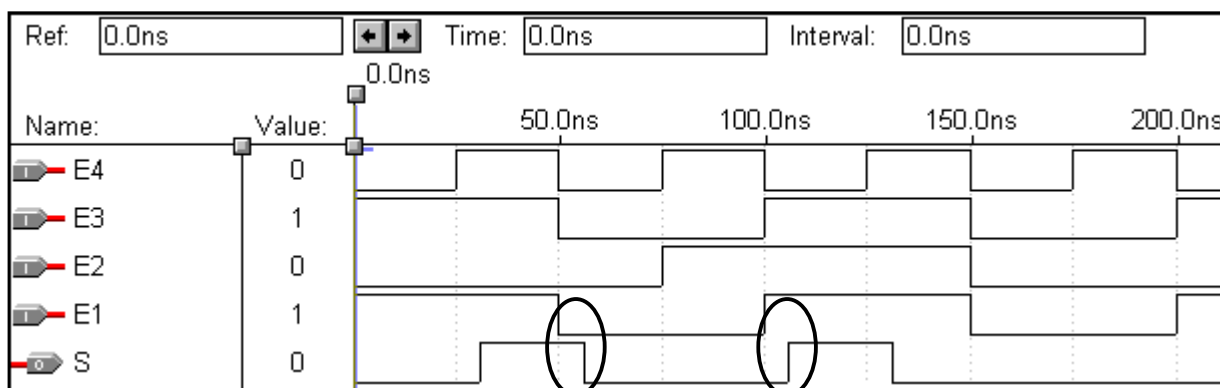 Ref: 0.0ns Time: 0.0ns Interval: 0.0ns
0.0ns
Name: Value: 50.0ns 100.0ns 150.0ns 200.0ns
I E4 0
I E3 1
I E2 0
I E1 1
O S 0